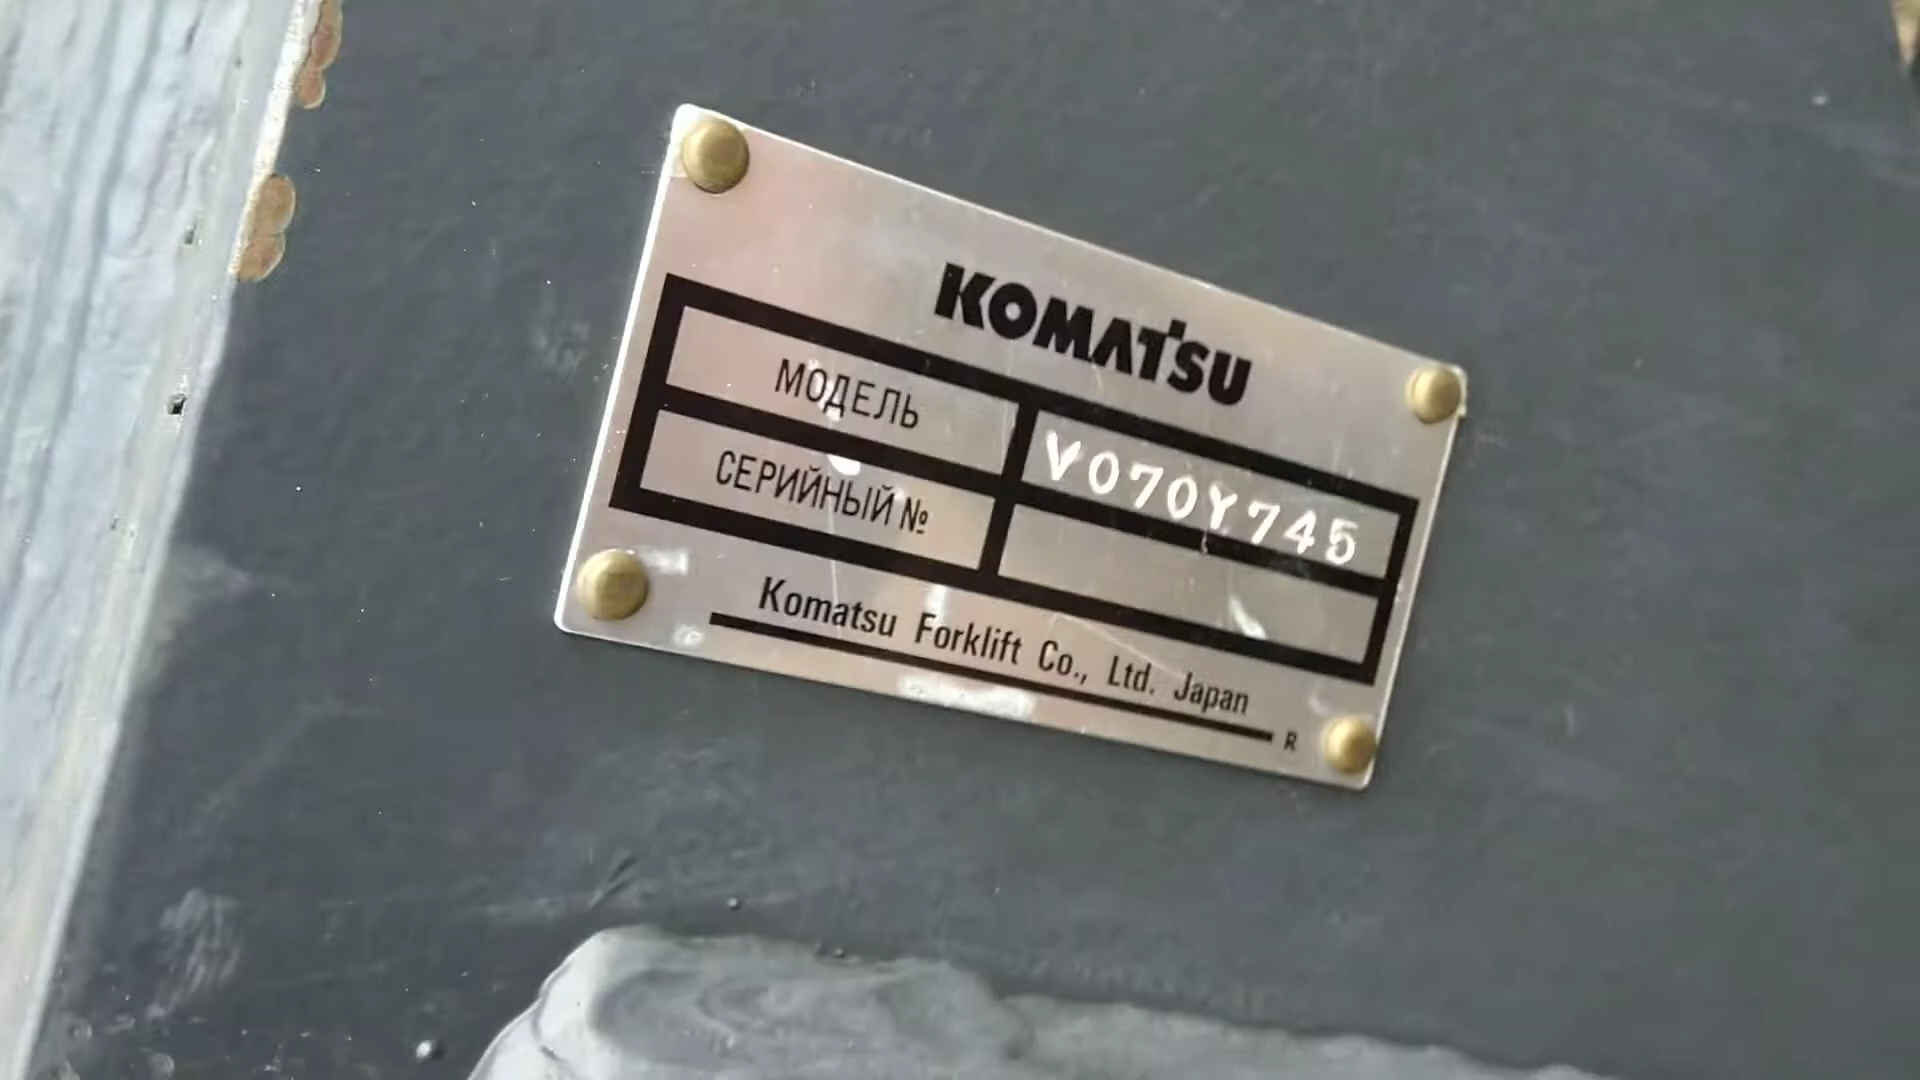 KOMATSU
МОДЕЛЬ V070Y745
СЕРИЙНЫЙ №
Komatsu Forklift Co., Ltd. Japan
R